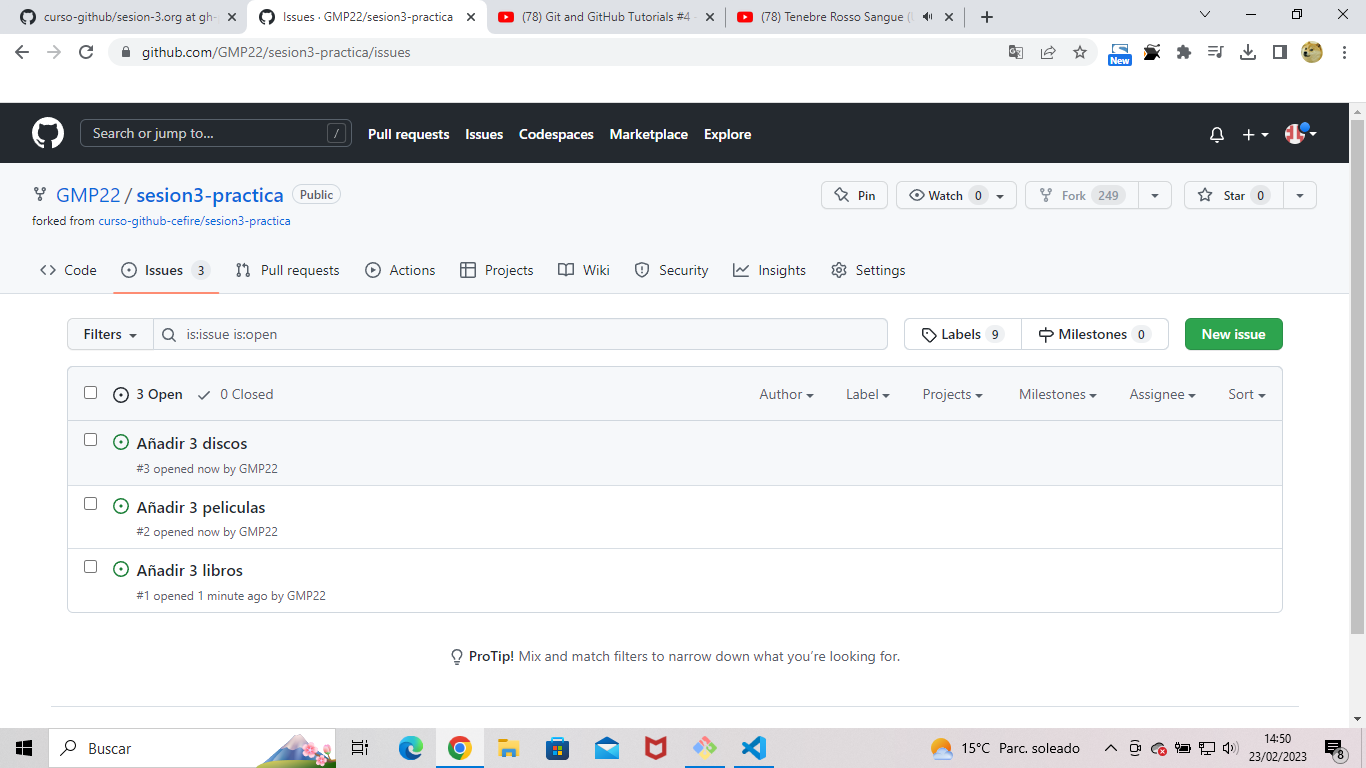 curso-github/sesion-3.org at gh-
Issues · GMP22/sesion3-practica
(78) Git and GitHub Tutorials #4 -
(78) Tenebre Rosso Sangue (
github.com/GMP22/sesion3-practica/issues
New
Search or jump to...
/
Pull requests
Issues
Codespaces
Marketplace
Explore
GMP22 / sesion3-practica
Public
Pin
Watch 0
Fork 249
Star 0
forked from curso-github-cefire/sesion3-practica
Code
Issues 3
Pull requests
Actions
Projects
Wiki
Security
Insights
Settings
Filters
is:issue is:open
Labels 9
Milestones 0
New issue
3 Open
0 Closed
Author
Label
Projects
Milestones
Assignee
Sort
Añadir 3 discos
#3 opened now by GMP22
Añadir 3 peliculas
#2 opened now by GMP22
Añadir 3 libros
#1 opened 1 minute ago by GMP22
ProTip! Mix and match filters to narrow down what you're looking for.
Buscar
15°C Parc. soleado
14:50
23/02/2023
8